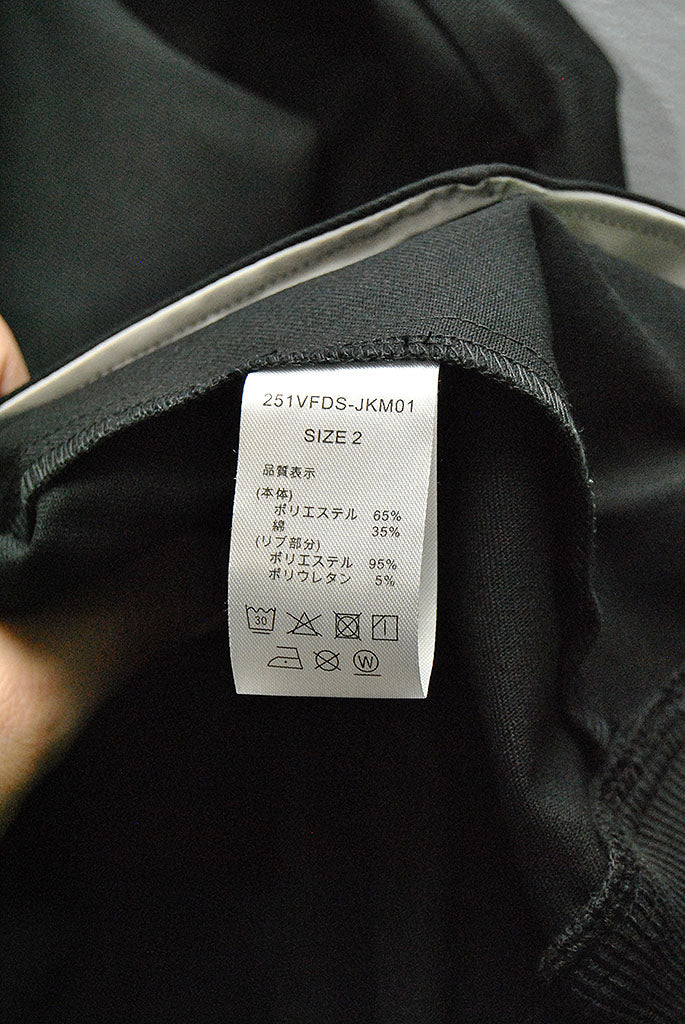 251VFDS-JKM01
SIZE 2
品質表示
(本体)
ポリエステル 65%
綿 35%
(リブ部分)
ポリエステル 95%
ポリウレタン 5%
30
W